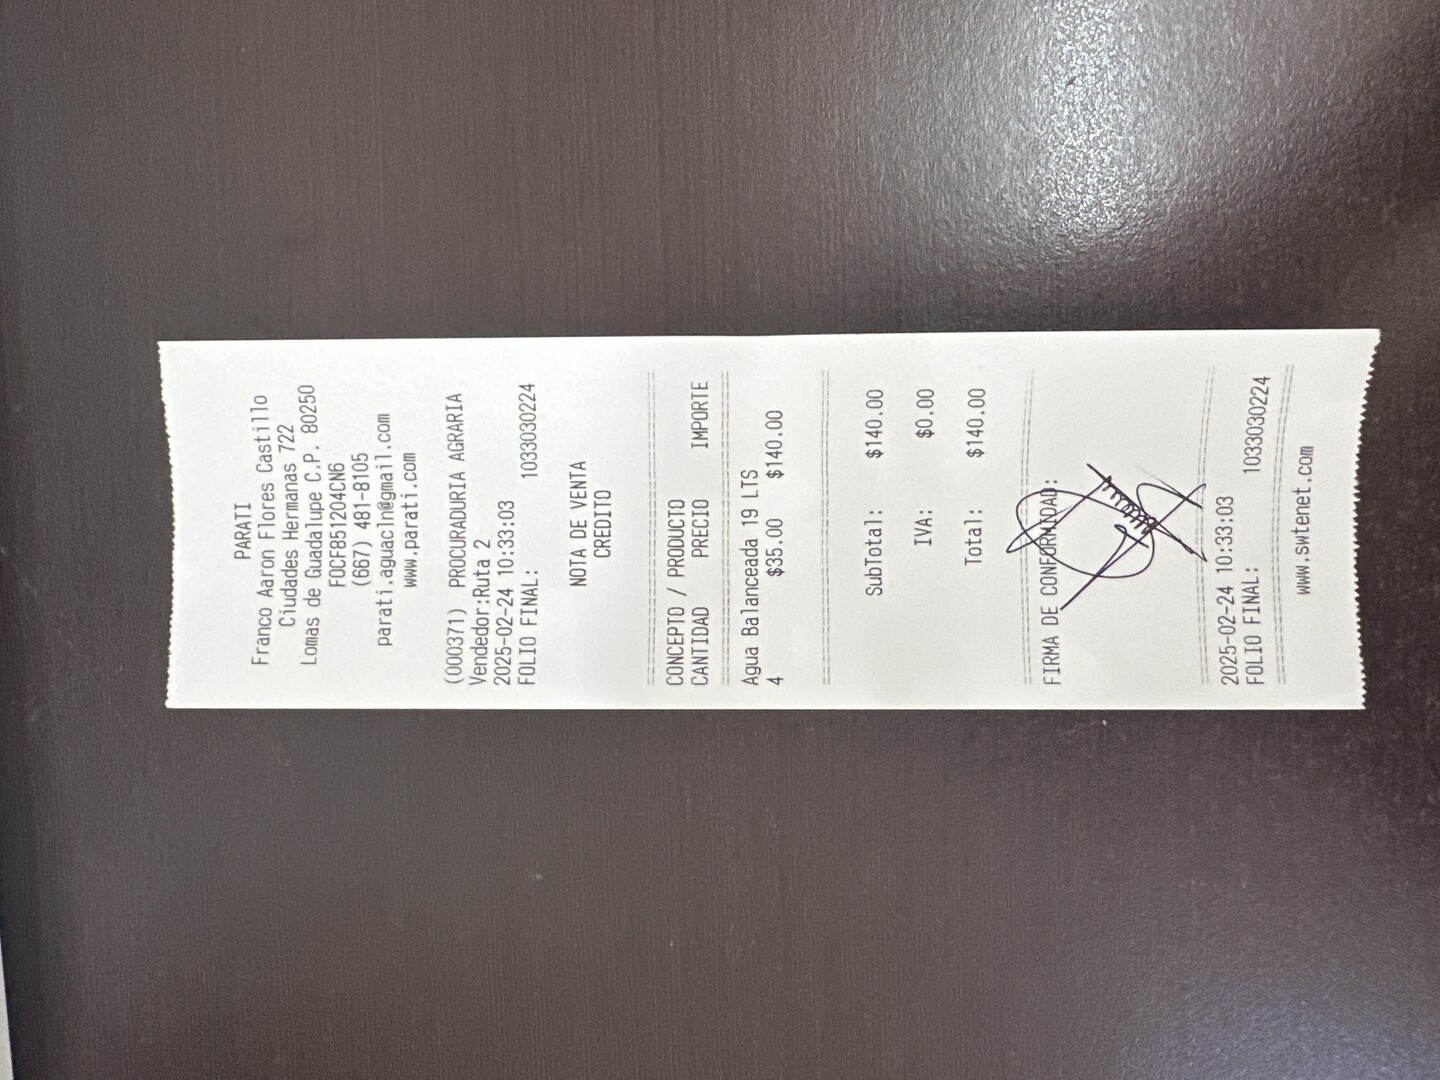 PARATI
Franco Aaron Flores Castillo
Ciudades Hermanas 722
Lomas de Guadalupe C.P. 80250
FOCF851204CN6
(667) 481-8105
parati.aguacln@gmail.com
www.parati.com
(000371) PROCURADURIA AGRARIA
Vendedor:Ruta 2
2025-02-24 10:33:03
FOLIO FINAL: 1033030224
NOTA DE VENTA
CREDITO
CONCEPTO / PRODUCTO
CANTIDAD PRECIO IMPORTE
Agua Balanceada 19 LTS
4 $35.00 $140.00
SubTotal: $140.00
IVA: $0.00
Total: $140.00
FIRMA DE CONFORMIDAD:
2025-02-24 10:33:03
FOLIO FINAL: 1033030224
www.switenet.com